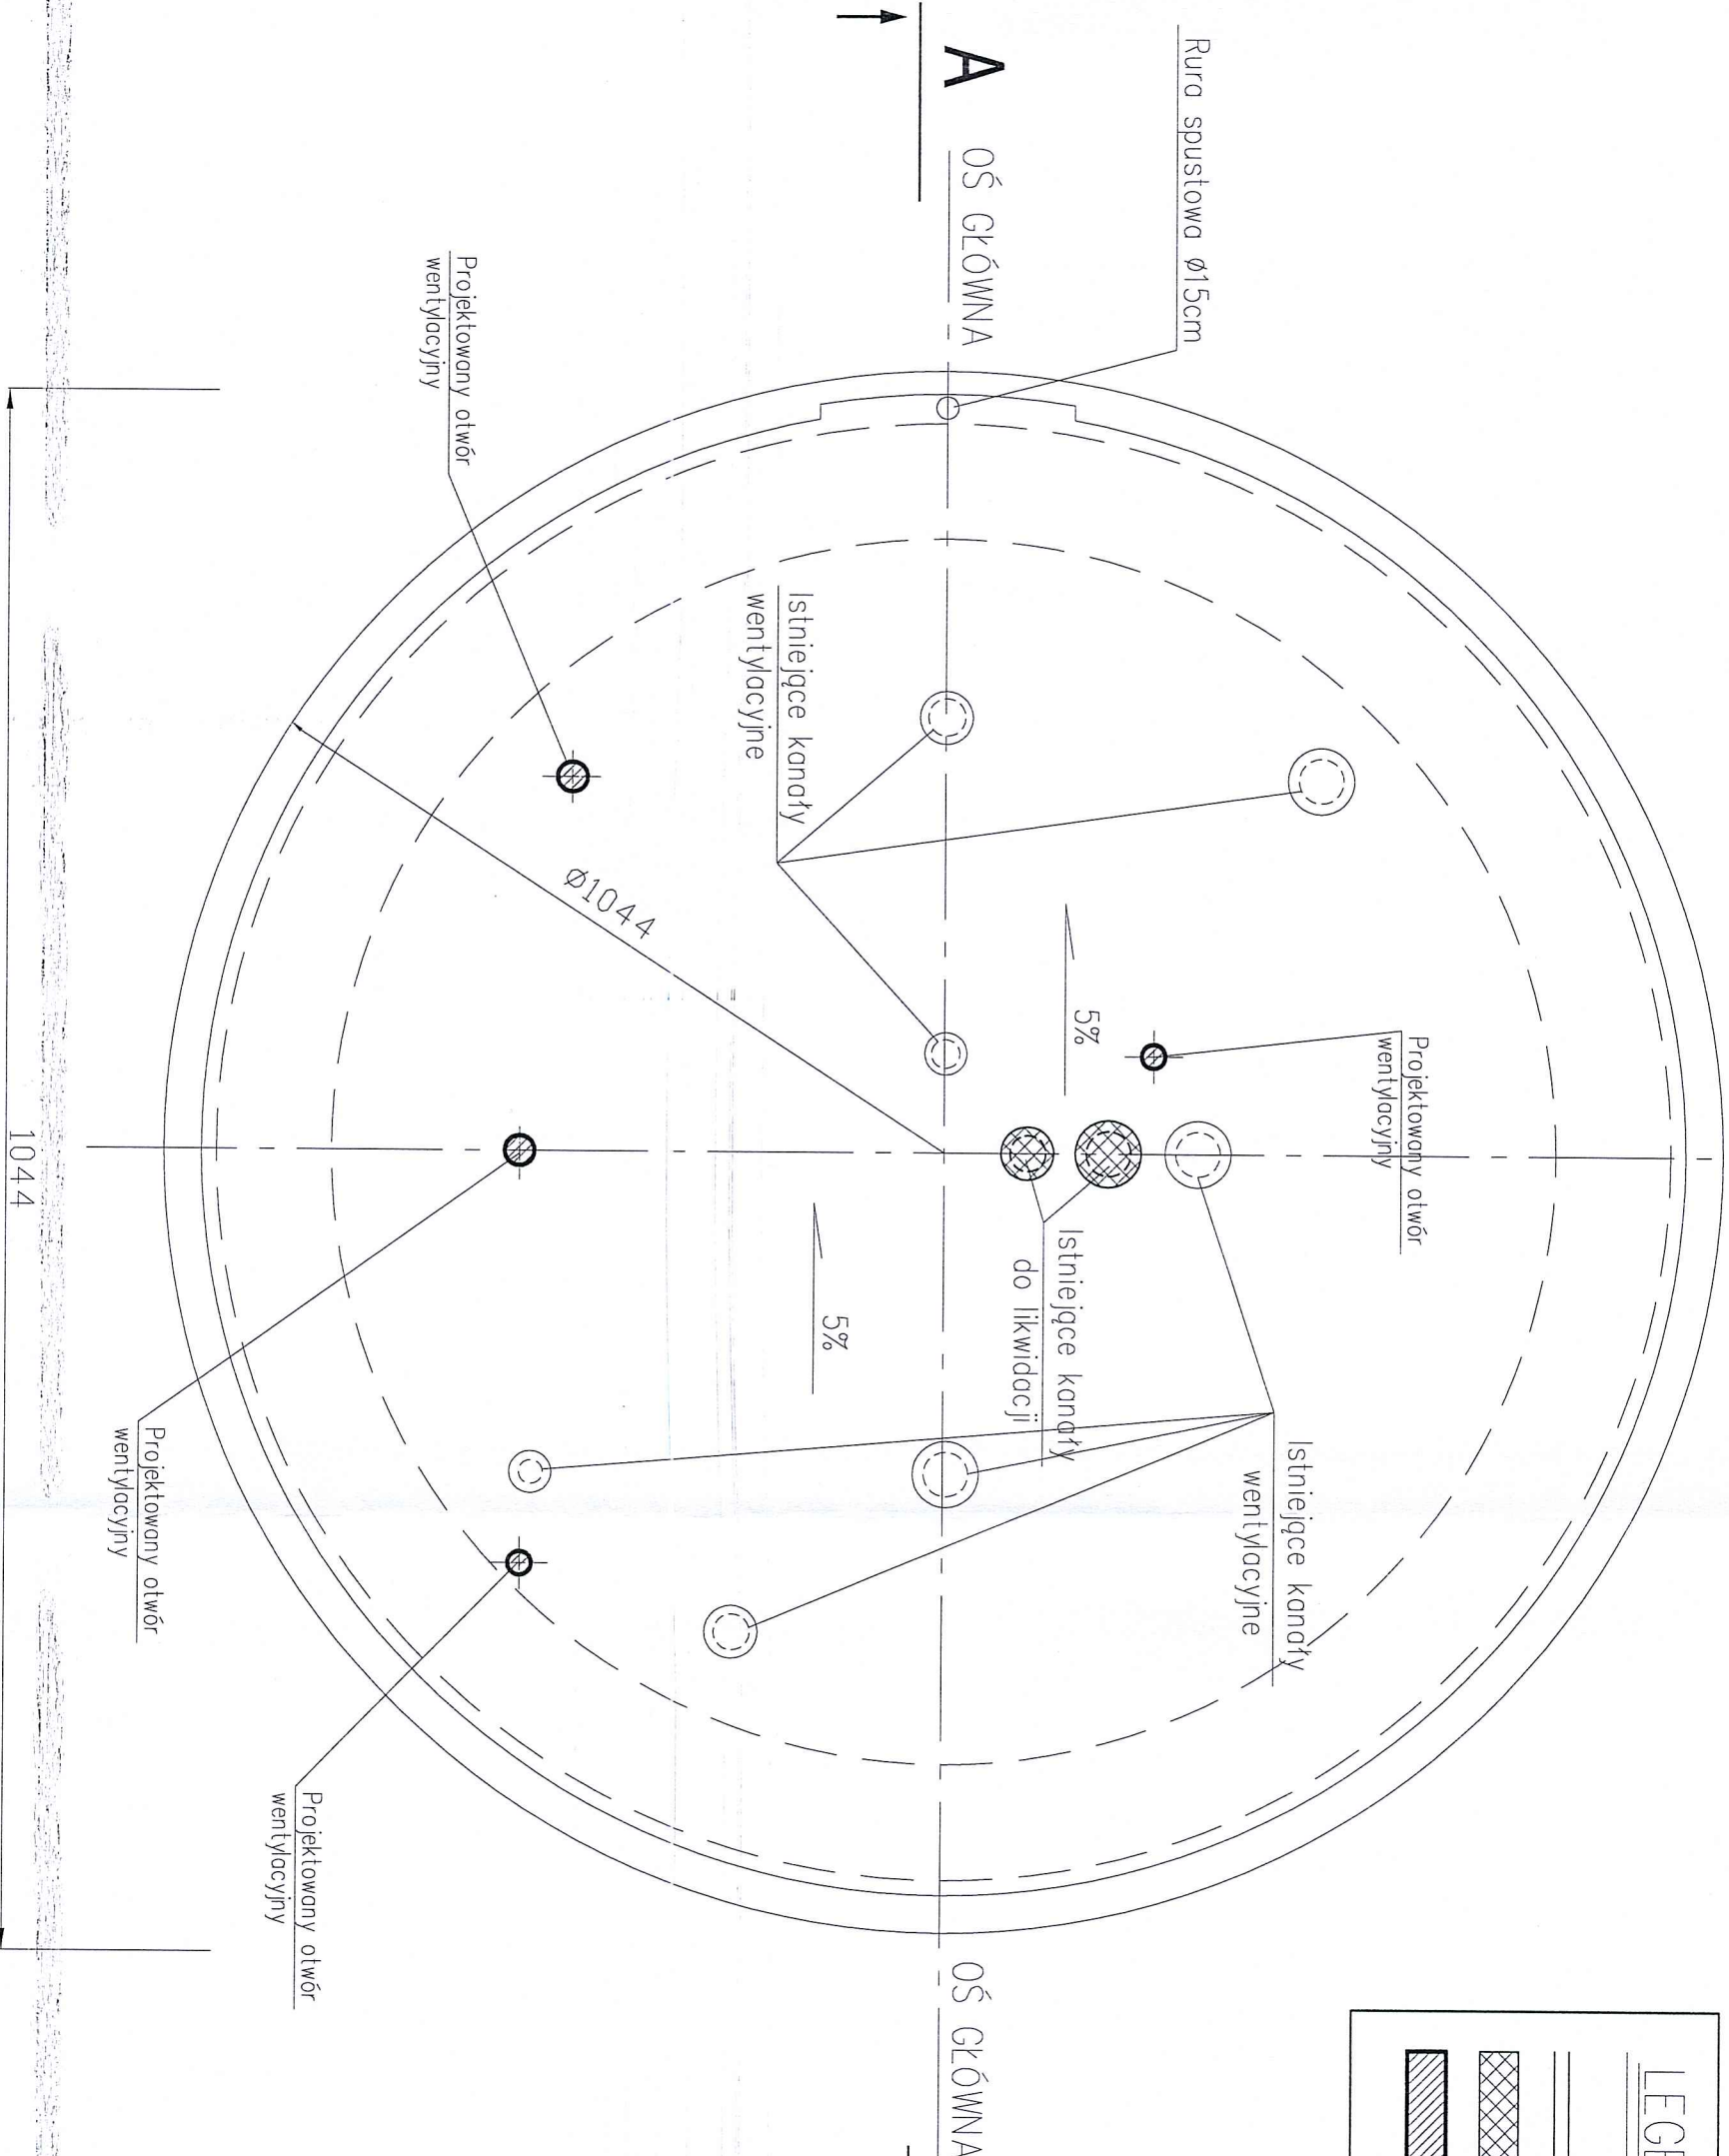 LEGE
Rura spustowa ø15cm
A
OŚ GŁÓWNA
Projektowany otwór
wentylacyjny
Istniejące kanały
wentylacyjne
Istniejące kanały
wentylacyjne
5%
Istniejące kanały
do likwidacji
5%
Ø1044
OŚ GŁÓWNA
Projektowany otwór
wentylacyjny
Projektowany otwór
wentylacyjny
Projektowany otwór
wentylacyjny
1044